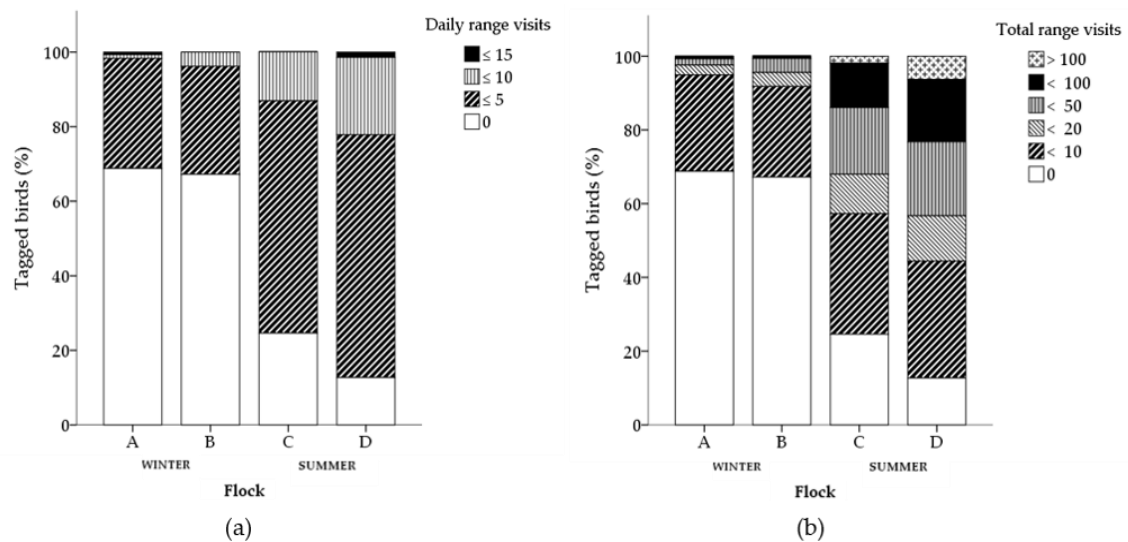 Daily range visits
≤ 15
≤ 10
≤ 5
0
Tagged birds (%)
100
80
60
40
20
0
A B C D
WINTER SUMMER
Flock
(a)
Total range visits
> 100
< 100
< 50
< 20
< 10
0
Tagged birds (%)
100
80
60
40
20
0
A B C D
WINTER SUMMER
Flock
(b)